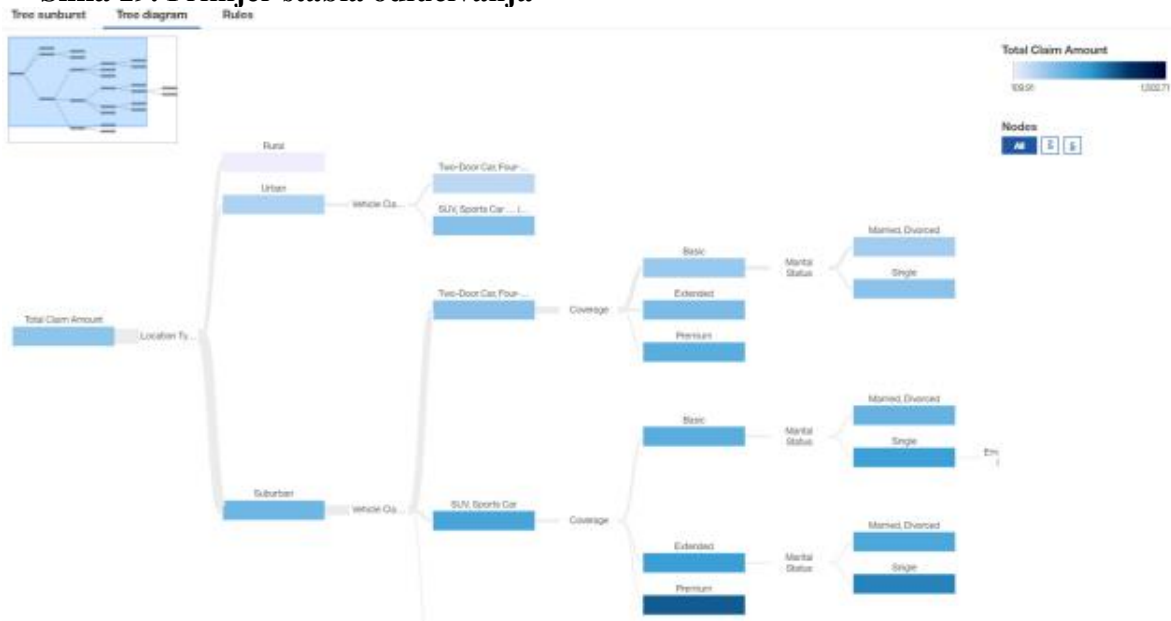 Tree sunburst Tree diagram Rules
Total Claim Amount
109.91
Nodes
All
Rural
Urban
Vehicle Cla...
Two-Door Car, Four-...
SUV, Sports Car ...
Total Claim Amount
Location Ty...
Two-Door Car, Four-...
Coverage
Basic
Extended
Premium
Marital
Status
Married, Divorced
Single
Suburban
Vehicle Cla...
SUV, Sports Car
Coverage
Basic
Marital
Status
Married, Divorced
Single
Extended
Premium
Marital
Status
Married, Divorced
Single